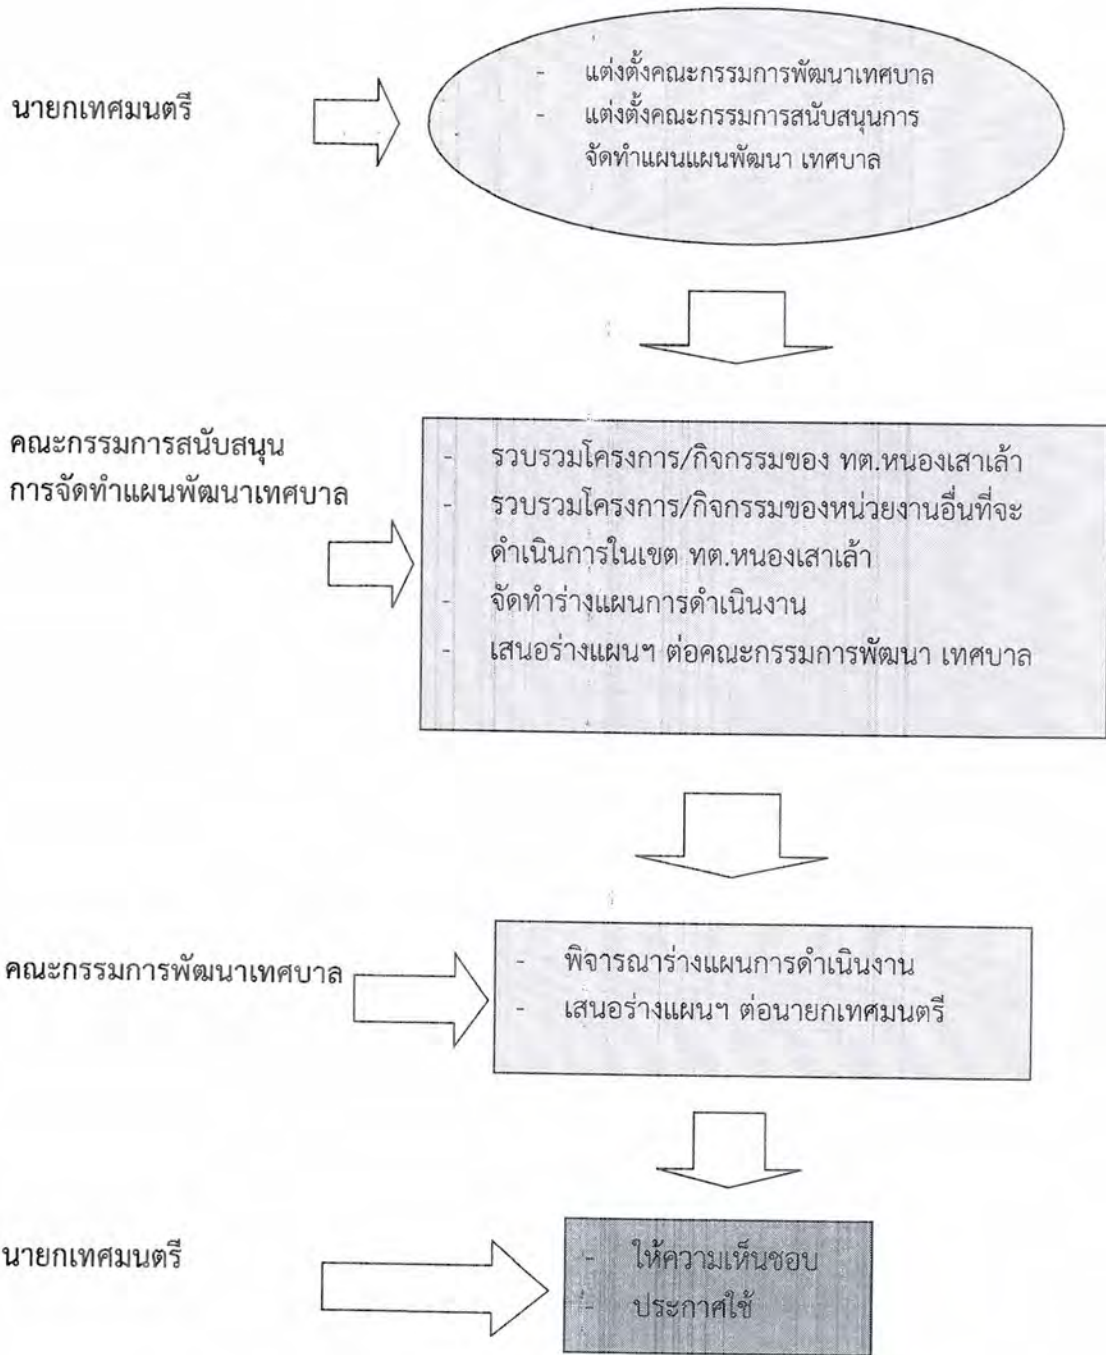 นายกเทศมนตรี
- แต่งตั้งคณะกรรมการพัฒนาเทศบาล
- แต่งตั้งคณะกรรมการสนับสนุนการ
จัดทำแผนแผนพัฒนา เทศบาล
คณะกรรมการสนับสนุน
การจัดทำแผนพัฒนาเทศบาล
- รวบรวมโครงการ/กิจกรรมของ ทต.หนองเสาเล้า
- รวบรวมโครงการ/กิจกรรมของหน่วยงานอื่นที่จะ
ดำเนินการในเขต ทต.หนองเสาเล้า
- จัดทำร่างแผนการดำเนินงาน
- เสนอร่างแผนฯ ต่อคณะกรรมการพัฒนา เทศบาล
คณะกรรมการพัฒนาเทศบาล
- พิจารณาร่างแผนการดำเนินงาน
- เสนอร่างแผนฯ ต่อนายกเทศมนตรี
นายกเทศมนตรี
- ให้ความเห็นชอบ
- ประกาศใช้